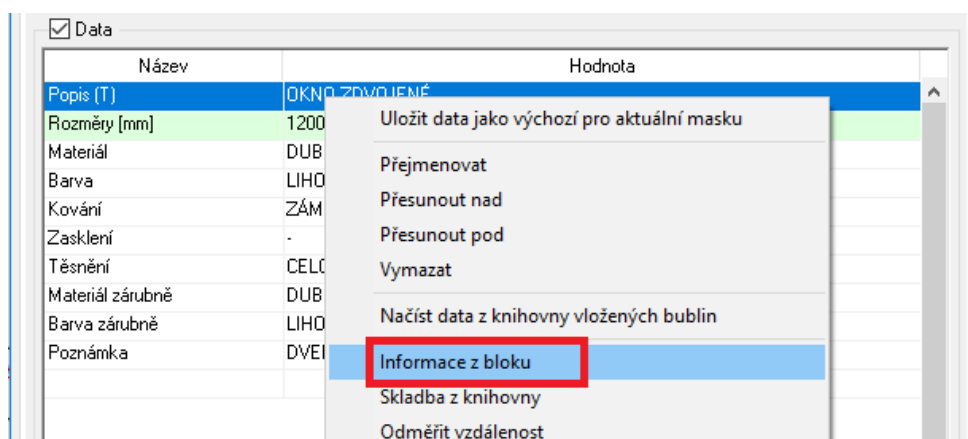 Data
Název Hodnota
Popis (T) OKNO ZDVOJENÉ
Rozměry [mm] 1200
Materiál DUB
Barva LIHO
Kování ZÁM
Zasklení -
Těsnění CELO
Materiál zárubně DUB
Barva zárubně LIHO
Poznámka DVEI
Uložit data jako výchozí pro aktuální masku
Přejmenovat
Přesunout nad
Přesunout pod
Vymazat
Načíst data z knihovny vložených bublin
Informace z bloku
Skladba z knihovny
Odměřit vzdálenost